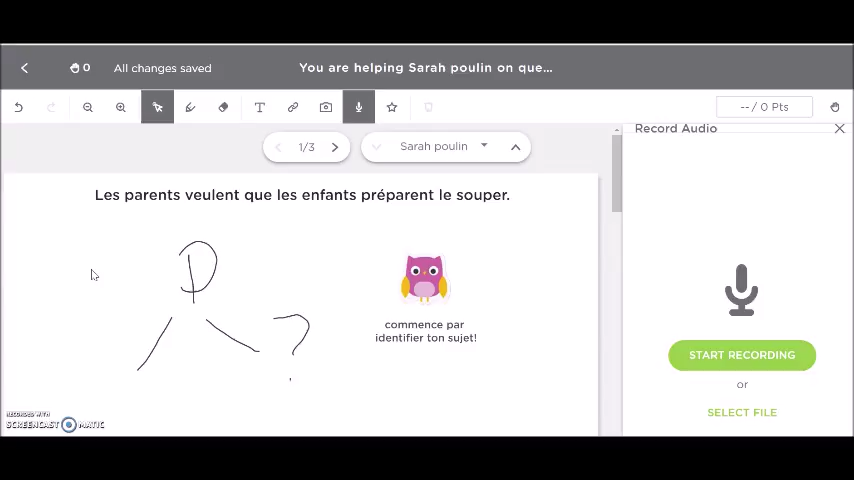 0 All changes saved You are helping Sarah poulin on que...
-- / 0 Pts
1/3 Sarah poulin
Record Audio
Les parents veulent que les enfants préparent le souper.
P
?
commence par
identifier ton sujet!
START RECORDING
or
SELECT FILE
RECORDED WITH
SCREENCAST MATIC